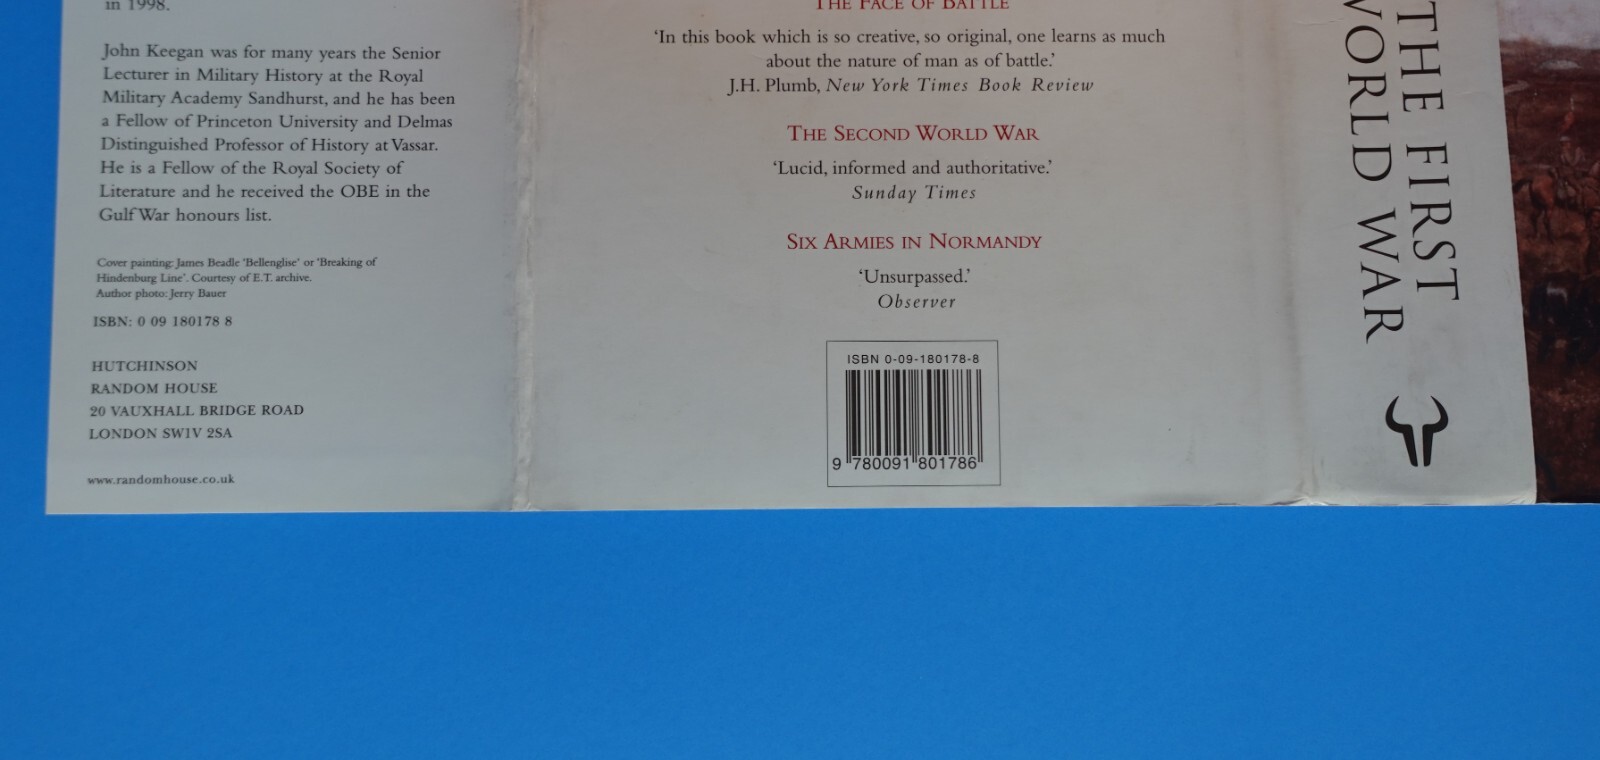 in 1998.
John Keegan was for many years the Senior
Lecturer in Military History at the Royal
Military Academy Sandhurst, and he has been
a Fellow of Princeton University and Delmas
Distinguished Professor of History at Vassar.
He is a Fellow of the Royal Society of
Literature and he received the OBE in the
Gulf War honours list.
Cover painting: James Beadle 'Bellenglise' or 'Breaking of
Hindenburg Line'. Courtesy of E.T. archive.
Author photo: Jerry Bauer
ISBN: 0 09 180178 8
HUTCHINSON
RANDOM HOUSE
20 VAUXHALL BRIDGE ROAD
LONDON SW1V 2SA
www.randomhouse.co.uk
THE FACE OF BATTLE
'In this book which is so creative, so original, one learns as much
about the nature of man as of battle.'
J.H. Plumb, New York Times Book Review
THE SECOND WORLD WAR
'Lucid, informed and authoritative.'
Sunday Times
SIX ARMIES IN NORMANDY
'Unsurpassed.'
Observer
ISBN 0-09-180178-8
9 780091 801786
THE FIRST
WORLD WAR